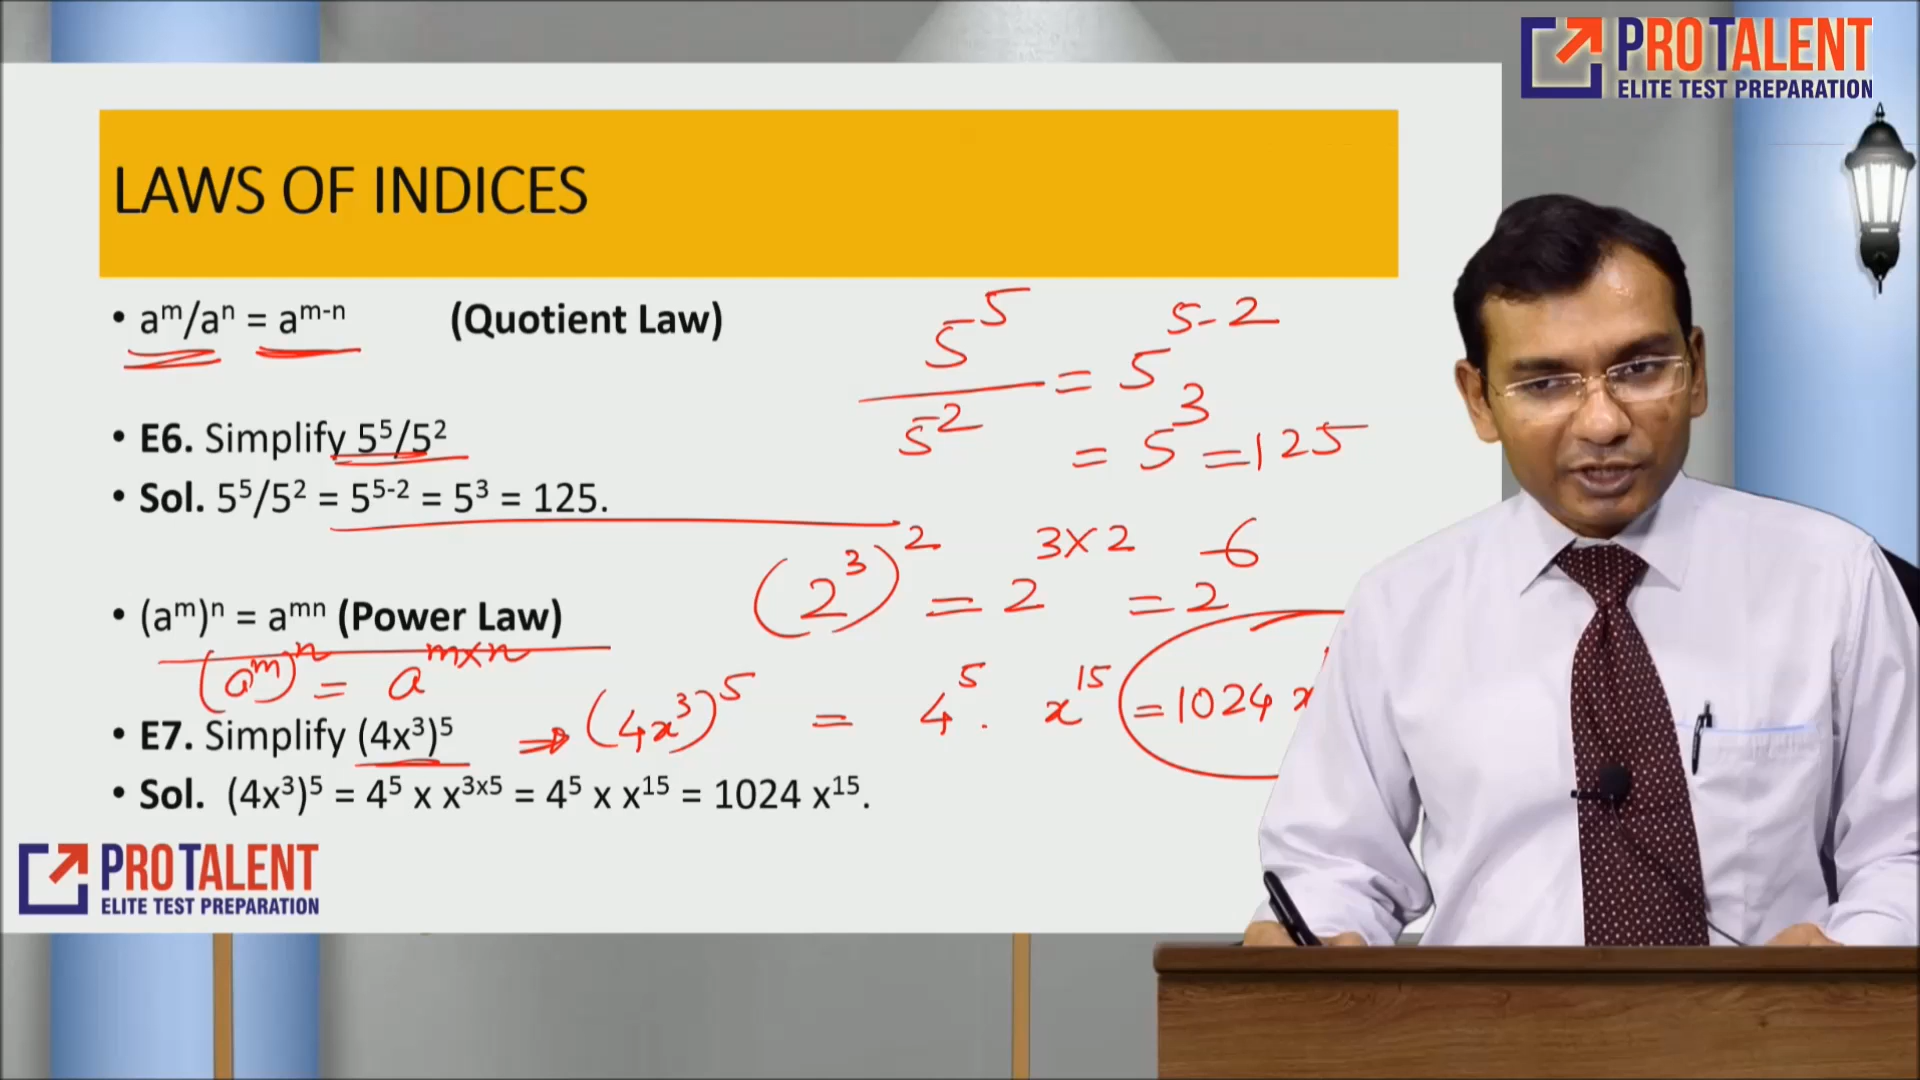 PROTALENT
ELITE TEST PREPARATION
LAWS OF INDICES
• aᵐ/aⁿ = aᵐ⁻ⁿ (Quotient Law)
5⁵/5² = 5⁵⁻²
= 5³ = 125
• E6. Simplify 5⁵/5²
• Sol. 5⁵/5² = 5⁵⁻² = 5³ = 125.
(2³)² = 2³ˣ² = 2⁶
• (aᵐ)ⁿ = aᵐⁿ (Power Law)
(aᵐ)ⁿ = aᵐˣⁿ
• E7. Simplify (4x³)⁵
⇒ (4x³)⁵ = 4⁵ . x¹⁵ = 1024 x
• Sol. (4x³)⁵ = 4⁵ x x³ˣ⁵ = 4⁵ x x¹⁵ = 1024 x¹⁵.
PROTALENT
ELITE TEST PREPARATION